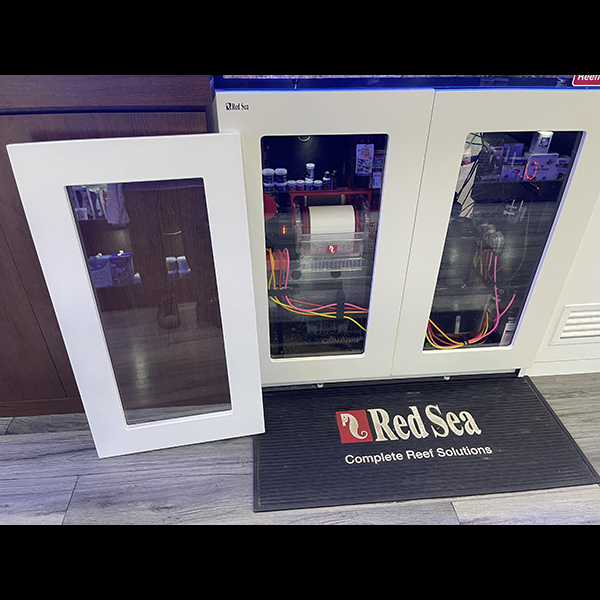 Red Sea
Red Sea
Complete Reef Solutions